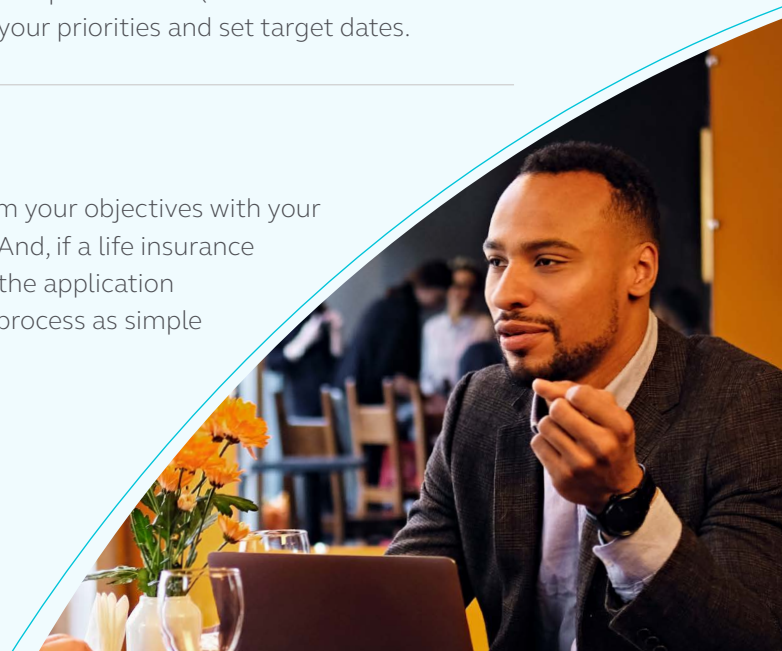 your priorities and set target dates.
m your objectives with your
And, if a life insurance
the application
process as simple